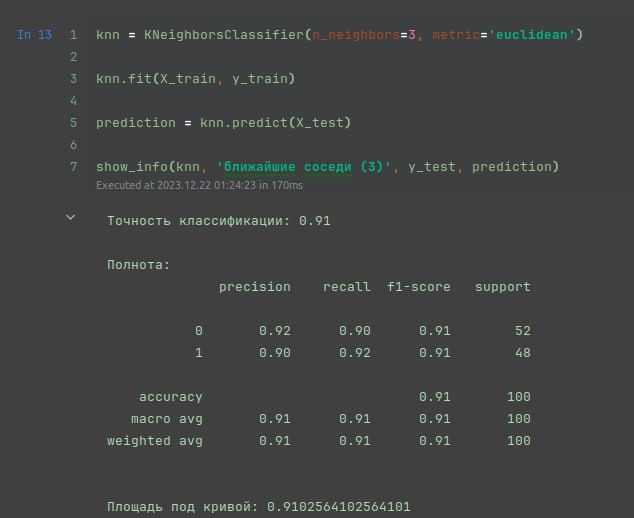 In 13
1 knn = KNeighborsClassifier(n_neighbors=3, metric='euclidean')
2
3 knn.fit(X_train, y_train)
4
5 prediction = knn.predict(X_test)
6
7 show_info(knn, 'ближайшие соседи (3)', y_test, prediction)
Executed at 2023.12.22 01:24:23 in 170ms
Точность классификации: 0.91
Полнота:
precision recall f1-score support
0 0.92 0.90 0.91 52
1 0.90 0.92 0.91 48
accuracy 0.91 100
macro avg 0.91 0.91 0.91 100
weighted avg 0.91 0.91 0.91 100
Площадь под кривой: 0.9102564102564101